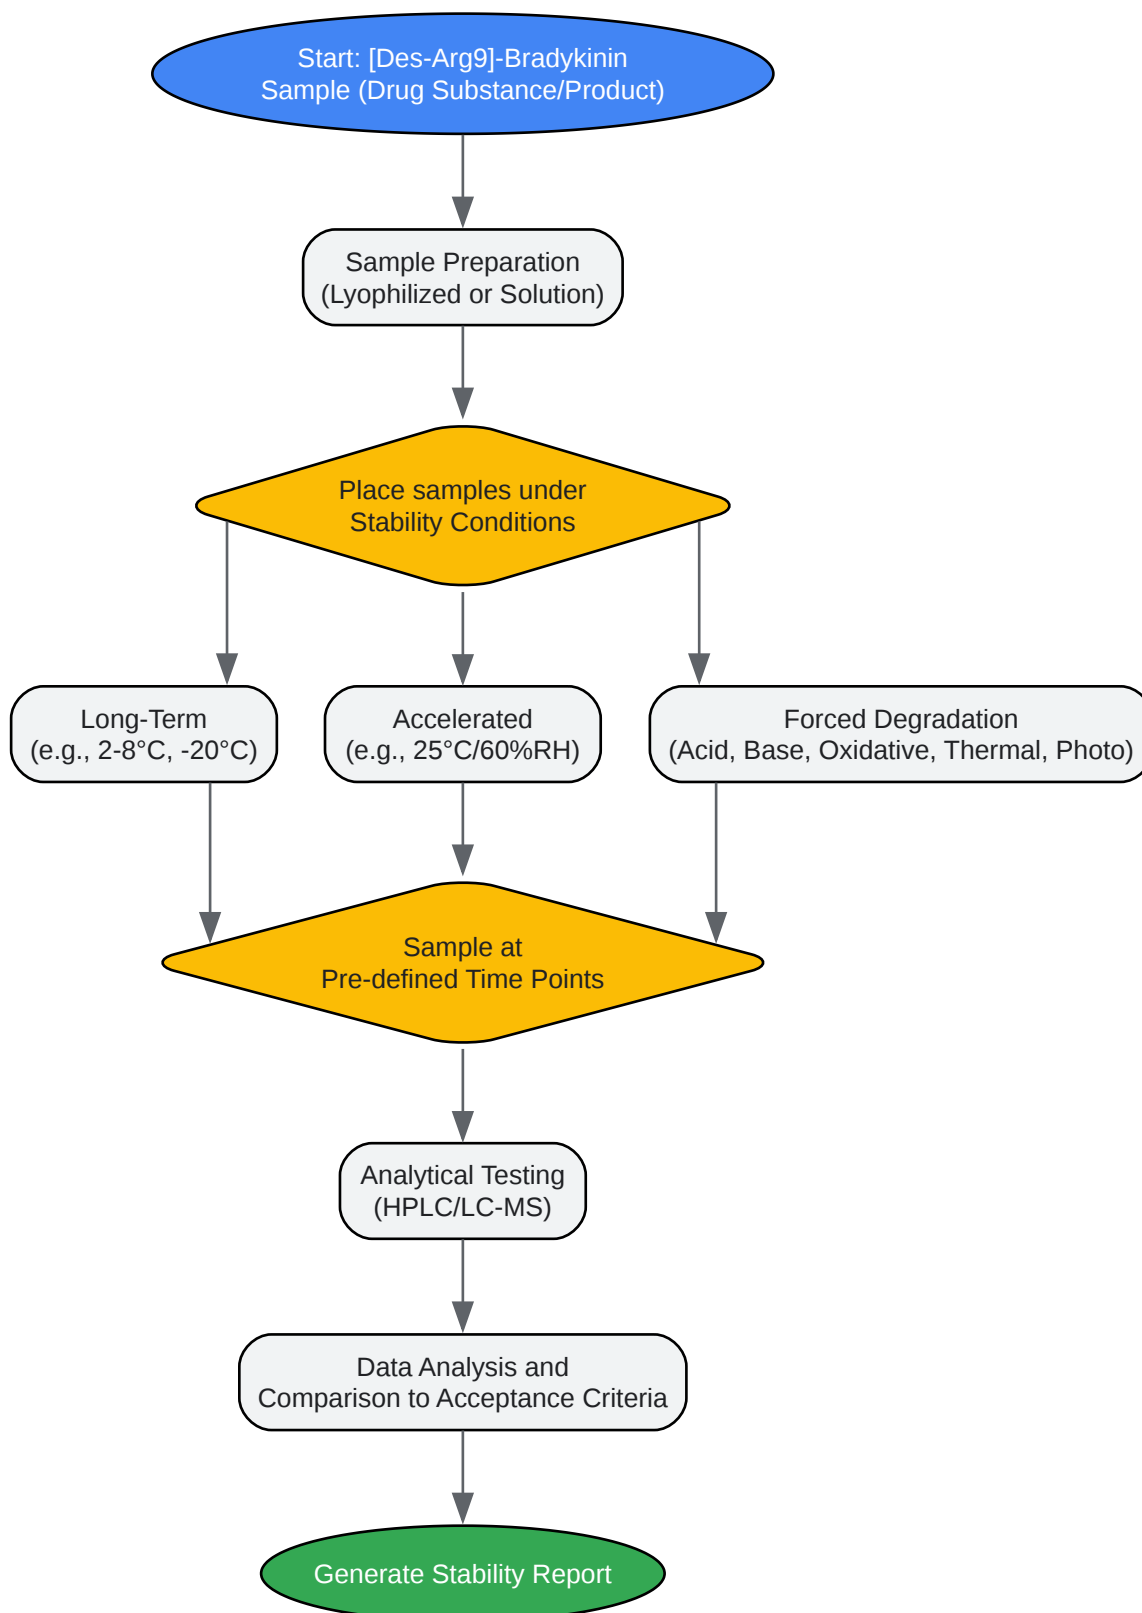 Start: [Des-Arg9]-Bradykinin
Sample (Drug Substance/Product)
Sample Preparation
(Lyophilized or Solution)
Place samples under
Stability Conditions
Long-Term
(e.g., 2-8°C, -20°C)
Accelerated
(e.g., 25°C/60%RH)
Forced Degradation
(Acid, Base, Oxidative, Thermal, Photo)
Sample at
Pre-defined Time Points
Analytical Testing
(HPLC/LC-MS)
Data Analysis and
Comparison to Acceptance Criteria
Generate Stability Report